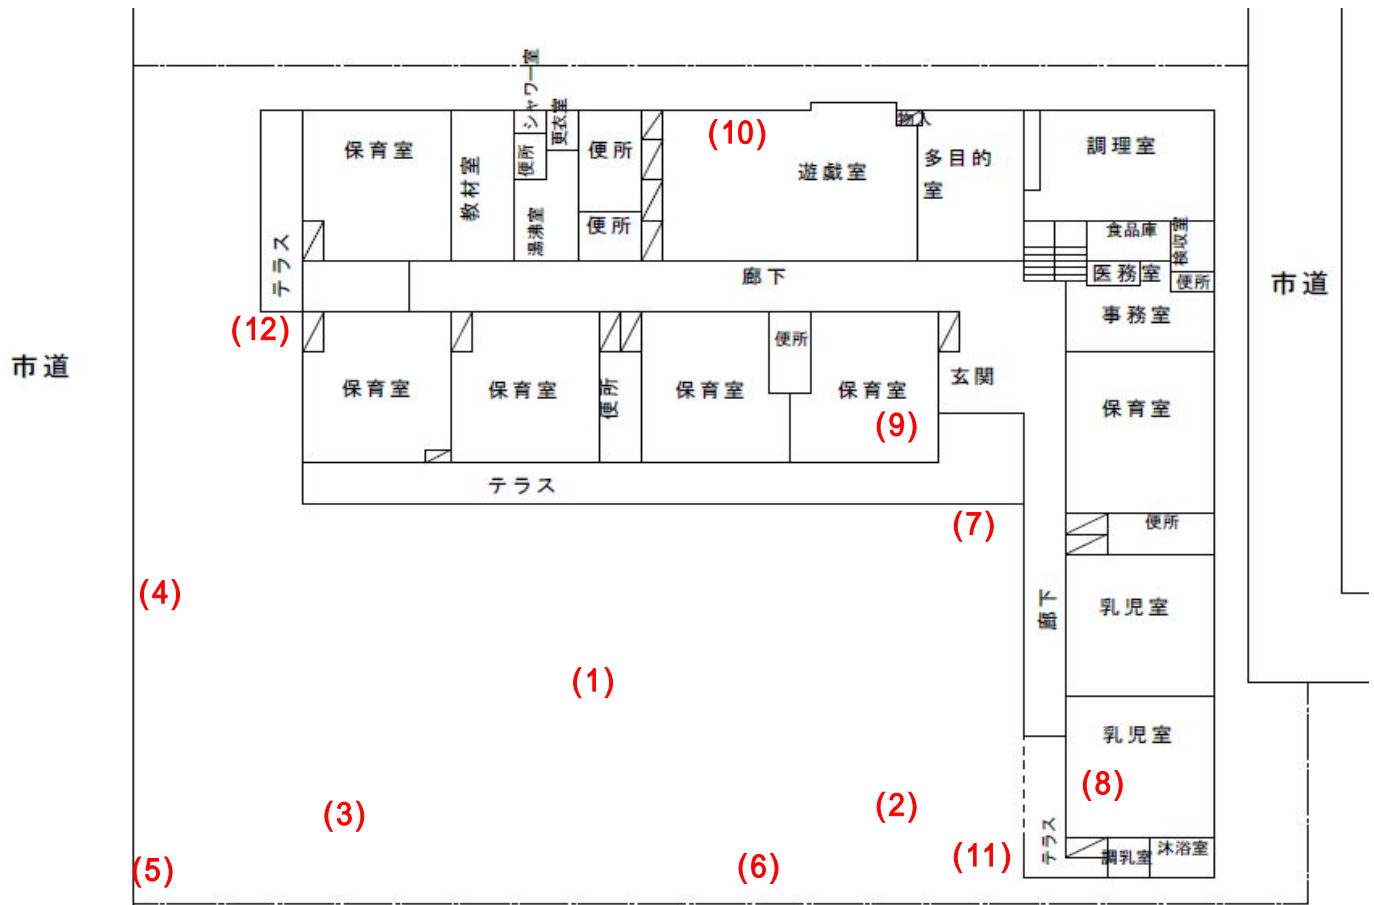 シャワー室
更衣室
物入
(10)
保育室
教材室
便所
便所
便所
湯沸室
遊戯室
多目的
室
調理室
食品庫
検収室
テラス
廊下
医務室
便所
市道
(12)
事務室
市道
保育室
保育室
便所
保育室
便所
保育室
(9)
玄関
保育室
テラス
(7)
便所
(4)
廊下
乳児室
(1)
乳児室
(8)
(3)
(2)
(5)
(6)
(11)
テラス
調乳室
沐浴室